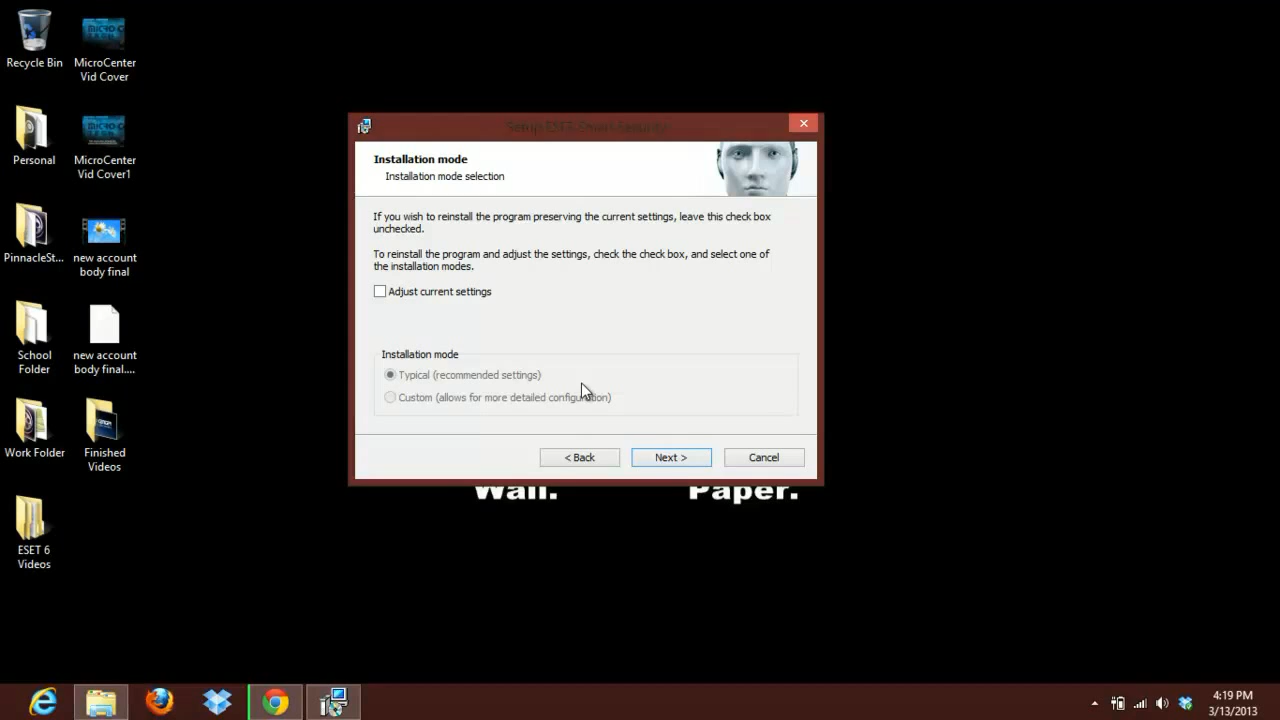 Recycle Bin
MicroCenter
Vid Cover
Personal
MicroCenter
Vid Cover1
PinnacleSt...
new account
body final
School
Folder
new account
body final....
Work Folder
Finished
Videos
ESET 6
Videos
Setup ESET Smart Security
Installation mode
Installation mode selection
If you wish to reinstall the program preserving the current settings, leave this check box
unchecked.
To reinstall the program and adjust the settings, check the check box, and select one of
the installation modes.
Adjust current settings
Installation mode
Typical (recommended settings)
Custom (allows for more detailed configuration)
< Back
Next >
Cancel
Wall.
Paper.
4:19 PM
3/13/2013